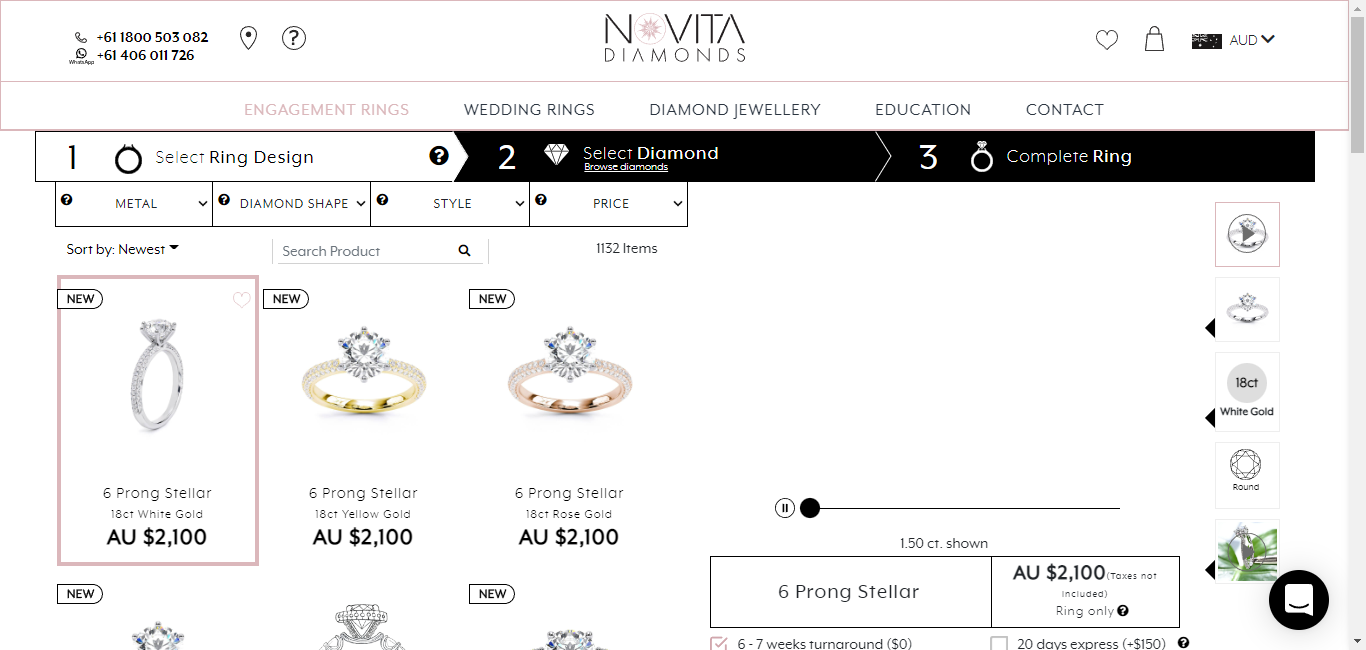 +61 1800 503 082
WhatsApp +61 406 011 726
?
NOVITA
DIAMONDS
AUD
ENGAGEMENT RINGS
WEDDING RINGS
DIAMOND JEWELLERY
EDUCATION
CONTACT
1 Select Ring Design ?
2 Select Diamond
Browse diamonds
3 Complete Ring
? METAL
? DIAMOND SHAPE
? STYLE
? PRICE
Sort by: Newest
Search Product
1132 Items
NEW
6 Prong Stellar
18ct White Gold
AU $2,100
NEW
6 Prong Stellar
18ct Yellow Gold
AU $2,100
NEW
6 Prong Stellar
18ct Rose Gold
AU $2,100
NEW
NEW
18ct
White Gold
Round
1.50 ct. shown
6 Prong Stellar
AU $2,100 (Taxes not
included)
Ring only ?
6 - 7 weeks turnaround ($0)
20 days express (+$150) ?